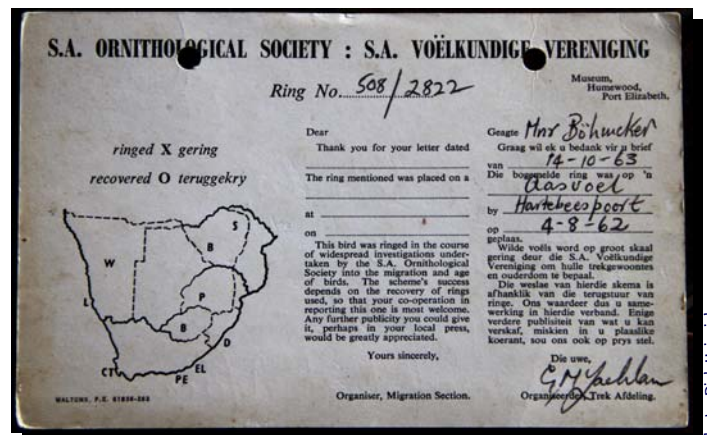 S.A. ORNITHOLOGICAL SOCIETY : S.A. VOËLKUNDIGE VERENIGING
Ring No. 508/2822
Museum,
Humewood,
Port Elizabeth.
ringed X gering
recovered O teruggekry
W
B
S
P
B
L
D
CT
PE
EL
WALTONS, P.E.
Dear
Thank you for your letter dated
The ring mentioned was placed on a
at
on
This bird was ringed in the course
of widespread investigations under-
taken by the S.A. Ornithological
Society into the migration and age
of birds. The scheme's success
depends on the recovery of rings
used, so that your co-operation in
reporting this one is most welcome.
Any further publicity you could give
it, perhaps in your local press,
would be greatly appreciated.
Yours sincerely,
Organiser, Migration Section.
Geagte Mnr Böhmcker
Graag wil ek u bedank vir u brief
van 14-10-63
Die bogemelde ring was op 'n
Aasvoel
by Hartebeespoort
op 4-8-62
geplaas.
Wilde voëls word op groot skaal
gering deur die S.A. Voëlkundige
Vereniging om hulle trekgewoontes
en ouderdom te bepaal.
Die weslae van hierdie skema is
afhanklik van die terugstuur van
ringe. Ons waardeer dus u same-
werking in hierdie verband. Enige
verdere publisiteit van wat u kan
verskaf, miskien in u plaaslike
koerant, sou ons ook op prys stel.
Die uwe,
Organiseerder, Trek Afdeling.